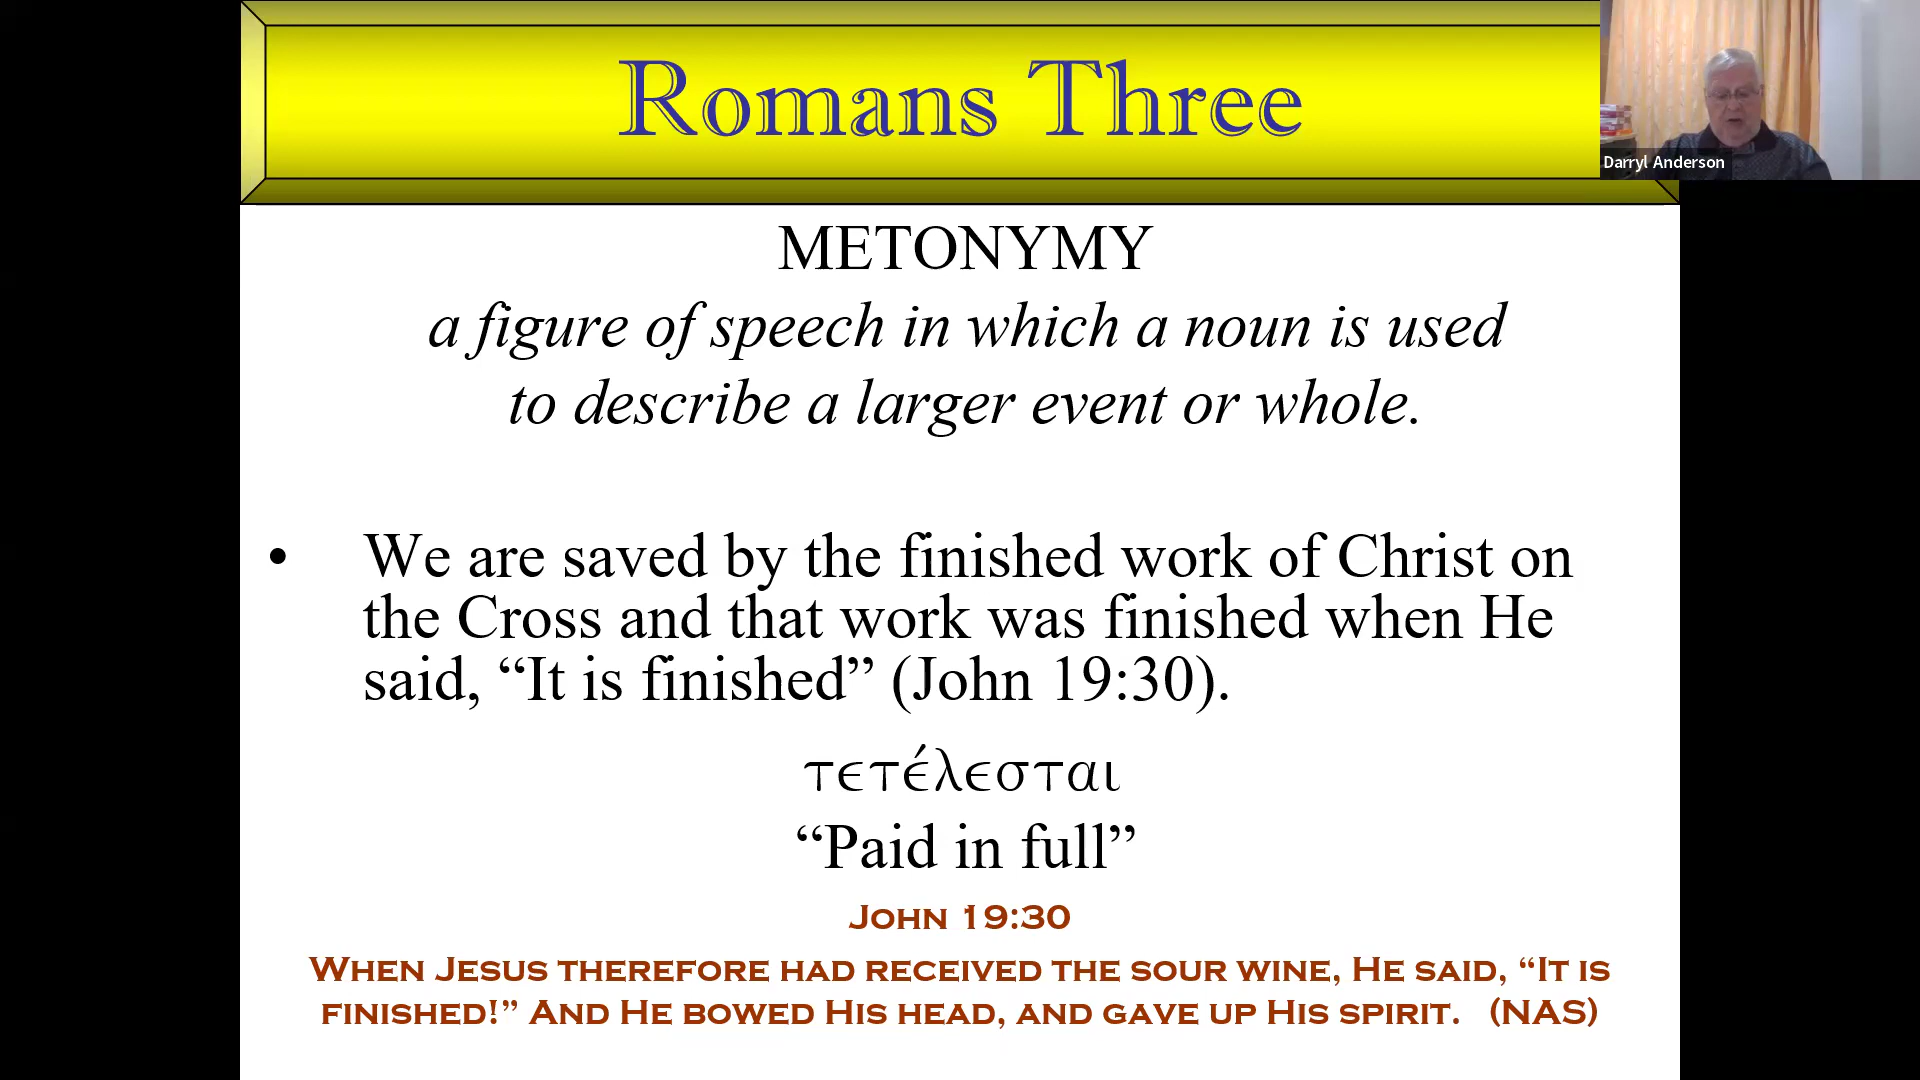 Romans Three
Darryl Anderson
METONYMY
a figure of speech in which a noun is used
to describe a larger event or whole.
• We are saved by the finished work of Christ on
the Cross and that work was finished when He
said, “It is finished” (John 19:30).
τετέλεσται
“Paid in full”
John 19:30
When Jesus therefore had received the sour wine, He said, “It is
finished!” And He bowed His head, and gave up His spirit. (NAS)